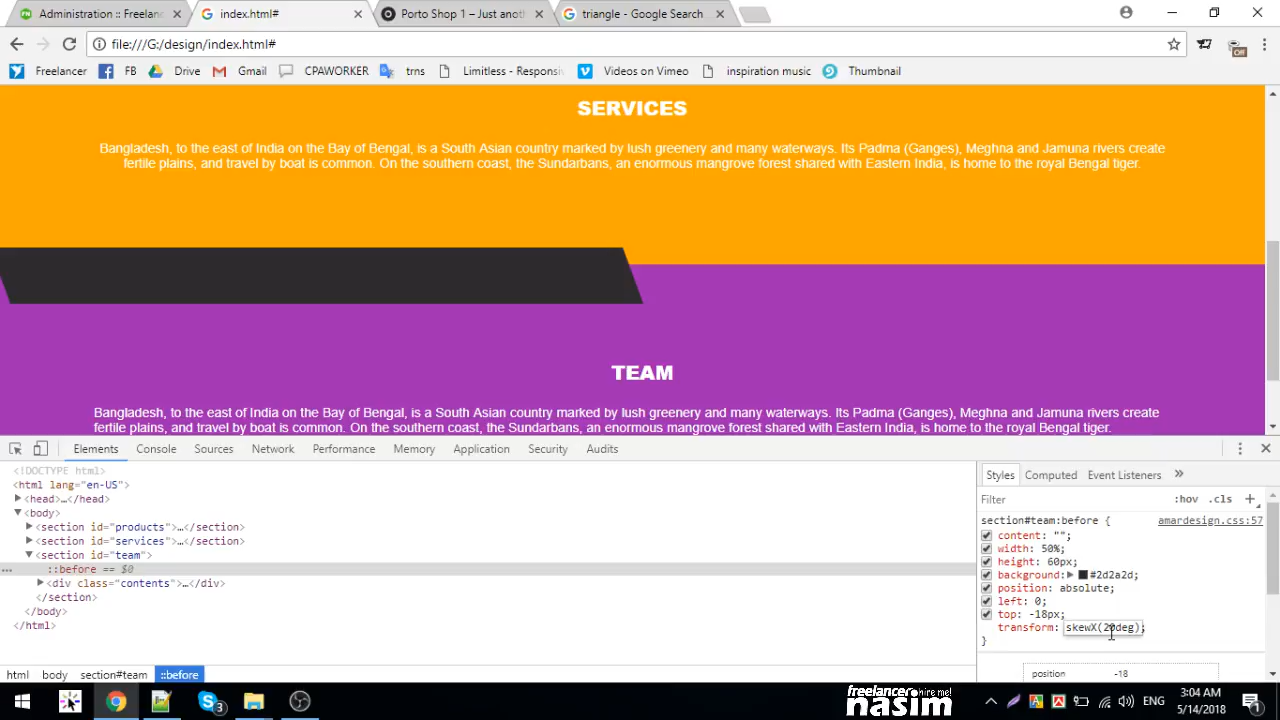 Administration :: Freelanc
index.html#
Porto Shop 1 – Just anot
triangle - Google Search
file:///G:/design/index.html#
Off
Freelancer
FB
Drive
Gmail
CPAWORKER
trns
Limitless - Responsi
Videos on Vimeo
inspiration music
Thumbnail
SERVICES
Bangladesh, to the east of India on the Bay of Bengal, is a South Asian country marked by lush greenery and many waterways. Its Padma (Ganges), Meghna and Jamuna rivers create
fertile plains, and travel by boat is common. On the southern coast, the Sundarbans, an enormous mangrove forest shared with Eastern India, is home to the royal Bengal tiger.
TEAM
Bangladesh, to the east of India on the Bay of Bengal, is a South Asian country marked by lush greenery and many waterways. Its Padma (Ganges), Meghna and Jamuna rivers create
fertile plains, and travel by boat is common. On the southern coast, the Sundarbans, an enormous mangrove forest shared with Eastern India, is home to the royal Bengal tiger.
Elements Console Sources Network Performance Memory Application Security Audits
<!DOCTYPE html>
<html lang="en-US">
<head>…</head>
<body>
<section id="products">…</section>
<section id="services">…</section>
<section id="team">
::before == $0
<div class="contents">…</div>
</section>
</body>
</html>
html body section#team ::before
Styles Computed Event Listeners »
Filter :hov .cls +
section#team:before { amardesign.css:57
content: "";
width: 50%;
height: 60px;
background: #2d2a2d;
position: absolute;
left: 0;
top: -18px;
transform: skewX(20deg);
}
position -18
3
freelancer hire me!
nasim
ENG
3:04 AM
5/14/2018
1